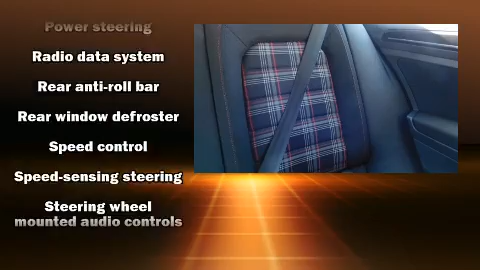 Power steering
Radio data system
Rear anti-roll bar
Rear window defroster
Speed control
Speed-sensing steering
Steering wheel
mounted audio controls